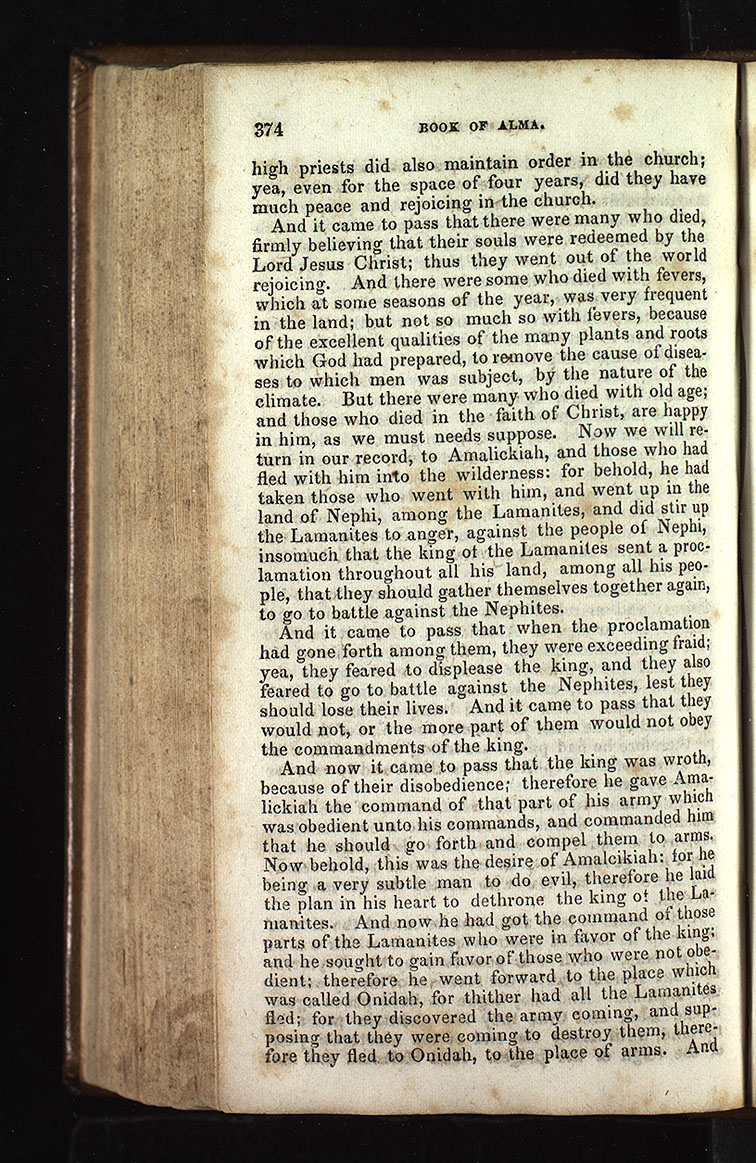 374 BOOK OF ALMA.
high priests did also maintain order in the church;
yea, even for the space of four years, did they have
much peace and rejoicing in the church.
And it came to pass that there were many who died,
firmly believing that their souls were redeemed by the
Lord Jesus Christ; thus they went out of the world
rejoicing. And there were some who died with fevers,
which at some seasons of the year, was very frequent
in the land; but not so much so with fevers, because
of the excellent qualities of the many plants and roots
which God had prepared, to remove the cause of disea-
ses to which men was subject, by the nature of the
climate. But there were many who died with old age;
and those who died in the faith of Christ, are happy
in him, as we must needs suppose. Now we will re-
turn in our record, to Amalickiah, and those who had
fled with him into the wilderness: for behold, he had
taken those who went with him, and went up in the
land of Nephi, among the Lamanites, and did stir up
the Lamanites to anger, against the people of Nephi,
insomuch that the king of the Lamanites sent a proc-
lamation throughout all his land, among all his peo-
ple, that they should gather themselves together again,
to go to battle against the Nephites.
And it came to pass that when the proclamation
had gone forth among them, they were exceeding fraid;
yea, they feared to displease the king, and they also
feared to go to battle against the Nephites, lest they
should lose their lives. And it came to pass that they
would not, or the more part of them would not obey
the commandments of the king.
And now it came to pass that the king was wroth,
because of their disobedience; therefore he gave Ama-
lickiah the command of that part of his army which
was obedient unto his commands, and commanded him
that he should go forth and compel them to arms.
Now behold, this was the desire of Amalcikiah: for he
being a very subtle man to do evil, therefore he laid
the plan in his heart to dethrone the king of the La-
manites. And now he had got the command of those
parts of the Lamanites who were in favor of the king;
and he sought to gain favor of those who were not obe-
dient; therefore he went forward to the place which
was called Onidah, for thither had all the Lamanites
fled; for they discovered the army coming, and sup-
posing that they were coming to destroy them, there-
fore they fled to Onidah, to the place of arms. And